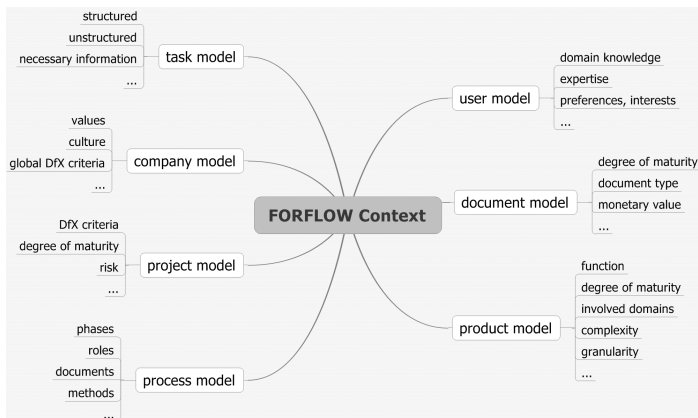 structured
unstructured
necessary information
...
task model
values
culture
global DfX criteria
...
company model
DfX criteria
degree of maturity
risk
...
project model
phases
roles
documents
methods
...
process model
FORFLOW Context
user model
domain knowledge
expertise
preferences, interests
...
document model
degree of maturity
document type
monetary value
...
product model
function
degree of maturity
involved domains
complexity
granularity
...